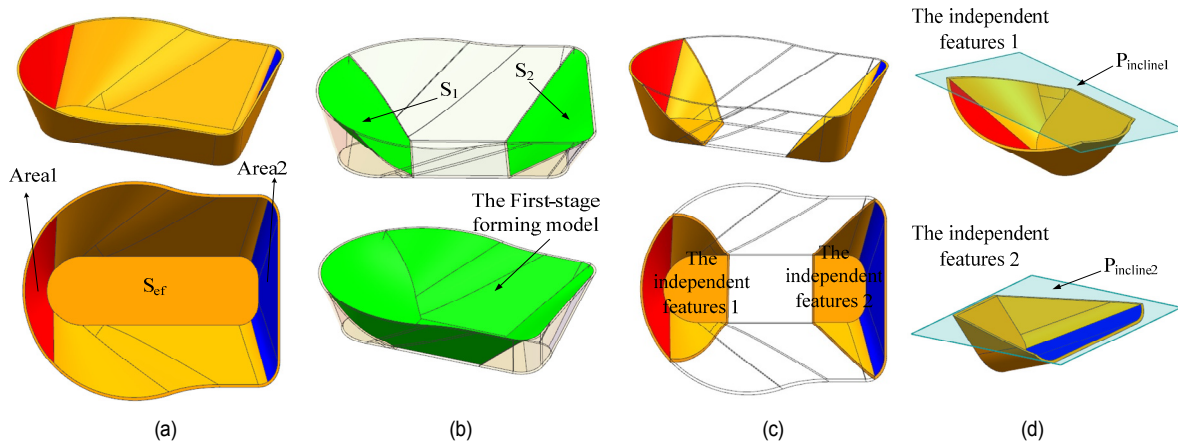 Area1
Area2
S_ef
(a)
S_1
S_2
The First-stage
forming model
(b)
The
independent
features 1
The
independent
features 2
(c)
The independent
features 1
P_incline1
The independent
features 2
P_incline2
(d)